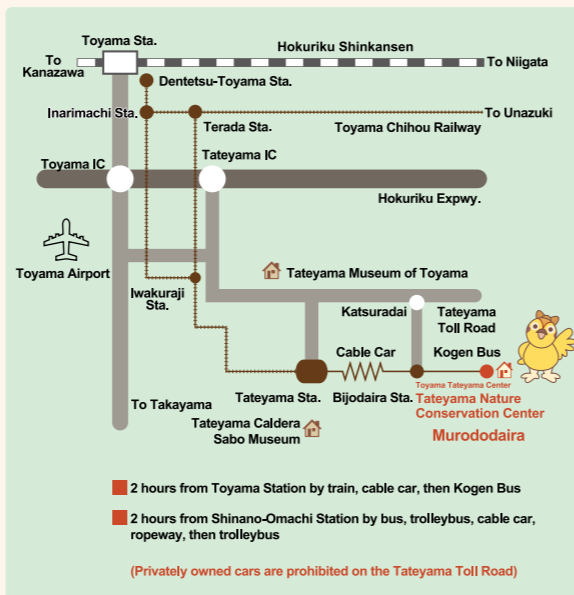 Toyama Sta.
Hokuriku Shinkansen
To
Kanazawa
To Niigata
Dentetsu-Toyama Sta.
Inarimachi Sta.
To Unazuki
Terada Sta.
Toyama Chihou Railway
Toyama IC
Tateyama IC
Hokuriku Expwy.
Toyama Airport
Tateyama Museum of Toyama
Iwakuraji
Sta.
Katsuradai
Tateyama
Toll Road
Cable Car
Kogen Bus
Tateyama Sta.
Bijodaira Sta.
Toyama Tateyama Center
Tateyama Nature
Conservation Center
To Takayama
Tateyama Caldera
Sabo Museum
Murododaira
2 hours from Toyama Station by train, cable car, then Kogen Bus
2 hours from Shinano-Omachi Station by bus, trolleybus, cable car,
ropeway, then trolleybus
(Privately owned cars are prohibited on the Tateyama Toll Road)